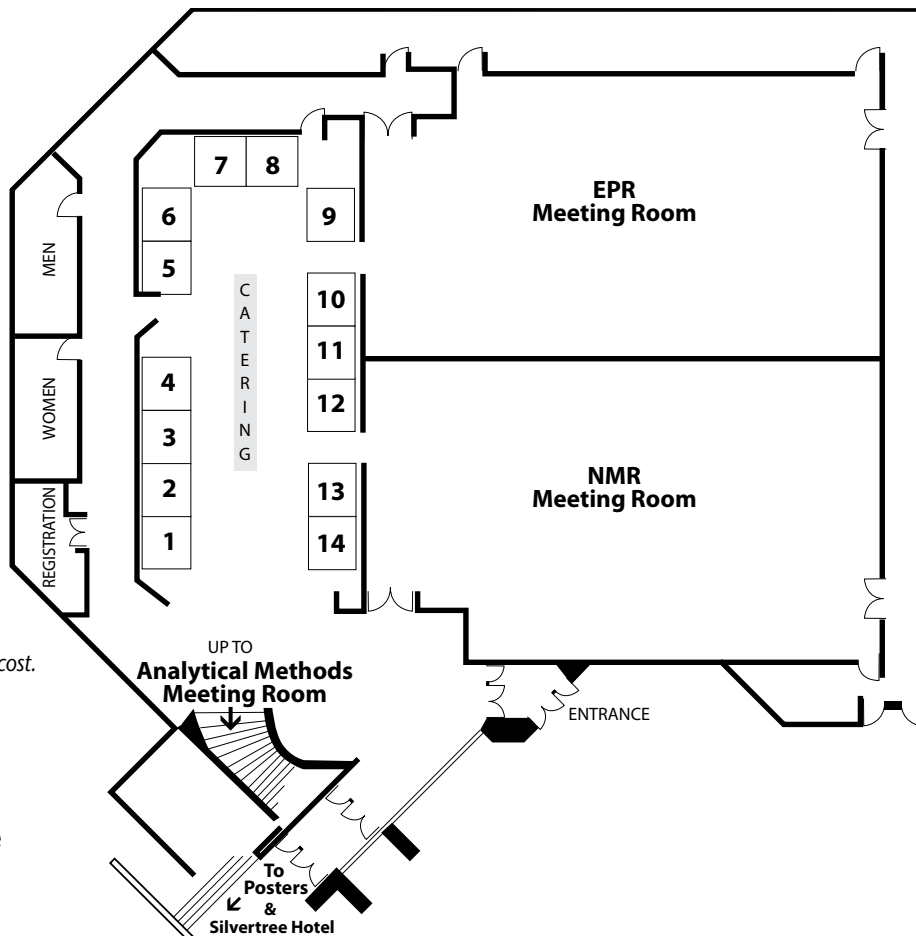 7
8
6
9
5
10
11
4
12
3
2
13
1
14
CATERING
EPR
Meeting Room
NMR
Meeting Room
MEN
WOMEN
REGISTRATION
cost.
UP TO
Analytical Methods
Meeting Room
ENTRANCE
To
Posters
&
Silvertree Hotel